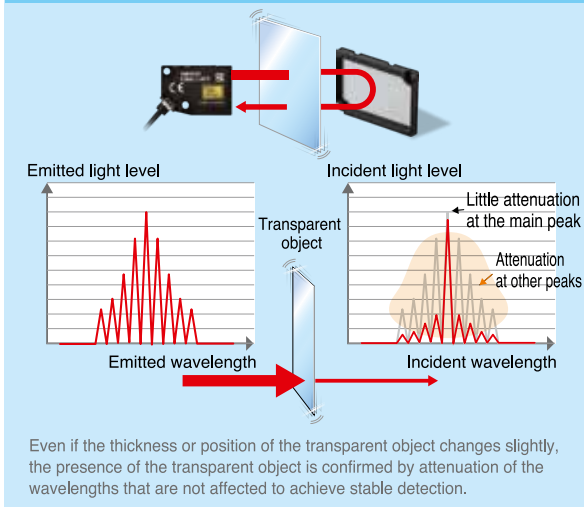 Emitted light level
Incident light level
Little attenuation
at the main peak
Transparent
object
Attenuation
at other peaks
Emitted wavelength
Incident wavelength
Even if the thickness or position of the transparent object changes slightly,
the presence of the transparent object is confirmed by attenuation of the
wavelengths that are not affected to achieve stable detection.